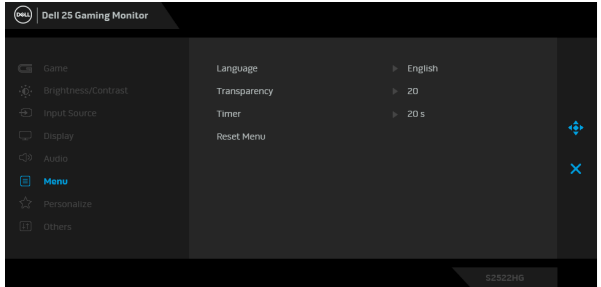 DELL Dell 25 Gaming Monitor
Game
Brightness/Contrast
Input Source
Display
Audio
Menu
Personalize
Others
Language English
Transparency 20
Timer 20 s
Reset Menu
S2522HG